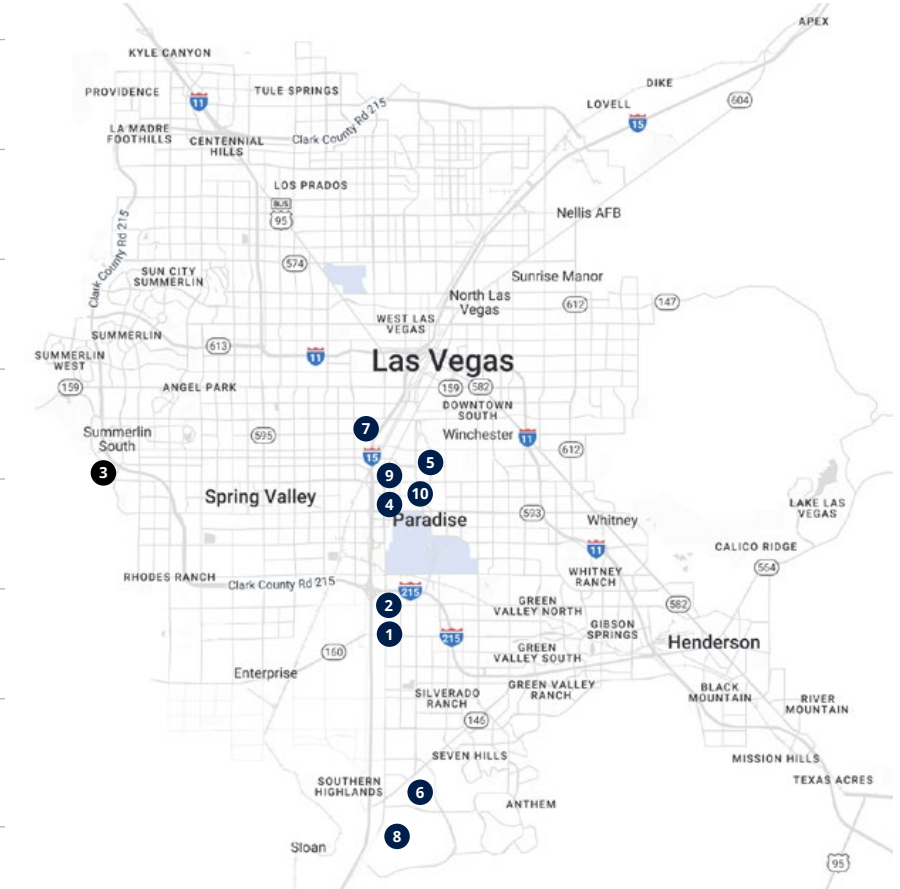 APEX
KYLE CANYON
DIKE
PROVIDENCE
TULE SPRINGS
11
604
LOVELL
Clark County Rd 215
15
LA MADRE
FOOTHILLS
CENTENNIAL
HILLS
LOS PRADOS
BUS
95
Nellis AFB
Clark County Rd 215
574
SUN CITY
SUMMERLIN
Sunrise Manor
North Las
Vegas
612
147
WEST LAS
VEGAS
SUMMERLIN
613
11
Las Vegas
SUMMERLIN
WEST
159
ANGEL PARK
159
582
DOWNTOWN
SOUTH
7
Summerlin
South
595
Winchester
11
612
15
5
3
9
10
Spring Valley
4
LAKE LAS
VEGAS
593
Paradise
Whitney
11
CALICO RIDGE
564
RHODES RANCH
Clark County Rd 215
WHITNEY
RANCH
215
2
GREEN
VALLEY NORTH
582
1
215
GIBSON
SPRINGS
Henderson
160
GREEN
VALLEY SOUTH
Enterprise
SILVERADO
RANCH
GREEN VALLEY
RANCH
BLACK
MOUNTAIN
RIVER
MOUNTAIN
146
SEVEN HILLS
MISSION HILLS
SOUTHERN
HIGHLANDS
TEXAS ACRES
6
ANTHEM
8
Sloan
95